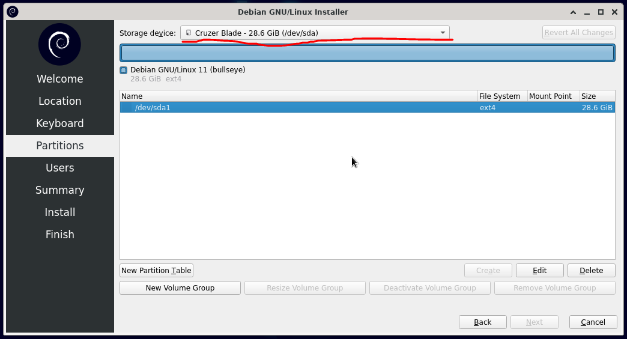 Debian GNU/Linux Installer
Storage device: Cruzer Blade - 28.6 GiB (/dev/sda) Revert All Changes
Debian GNU/Linux 11 (bullseye)
28.6 GiB ext4
Welcome
Location
Keyboard
Partitions
Users
Summary
Install
Finish
Name File System Mount Point Size
/dev/sda1 ext4 28.6 GiB
New Partition Table Create Edit Delete
New Volume Group Resize Volume Group Deactivate Volume Group Remove Volume Group
Back Next Cancel